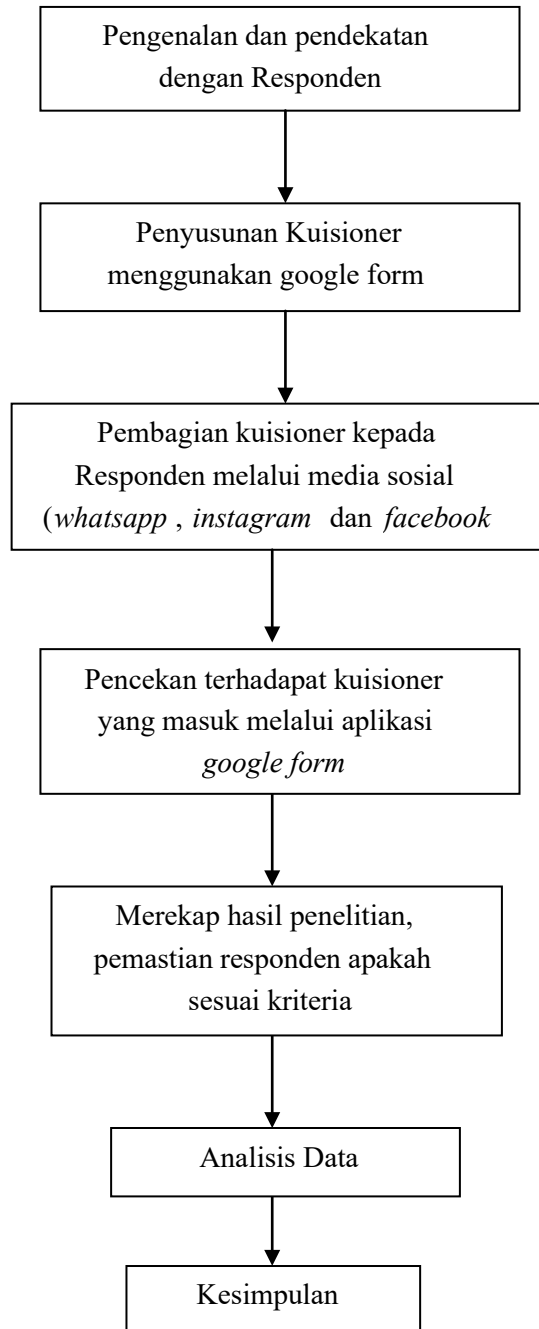 Pengenalan dan pendekatan
dengan Responden
Penyusunan Kuisioner
menggunakan google form
Pembagian kuisioner kepada
Responden melalui media sosial
(whatsapp , instagram dan facebook
Pencekan terhadapat kuisioner
yang masuk melalui aplikasi
google form
Merekap hasil penelitian,
pemastian responden apakah
sesuai kriteria
Analisis Data
Kesimpulan